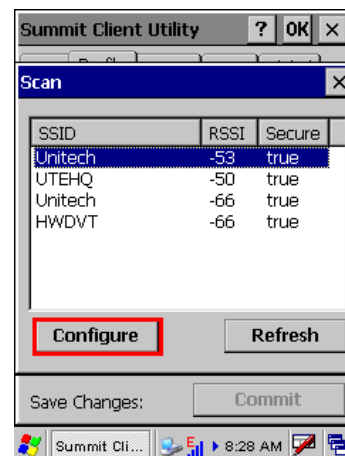 Summit Client Utility ? OK ×
Scan ×
SSID RSSI Secure
Unitech -53 true
UTEHQ -50 true
Unitech -66 true
HWDVT -66 true
Configure Refresh
Save Changes: Commit
Summit Cli... E 8:28 AM